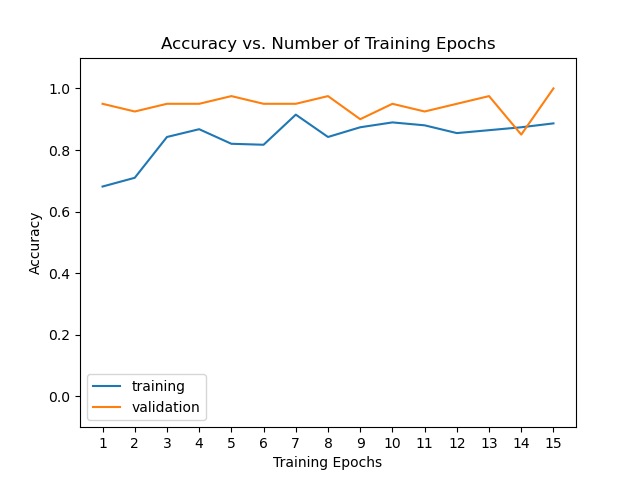 Accuracy vs. Number of Training Epochs
Accuracy
1.0
0.8
0.6
0.4
0.2
0.0
training
validation
1 2 3 4 5 6 7 8 9 10 11 12 13 14 15
Training Epochs